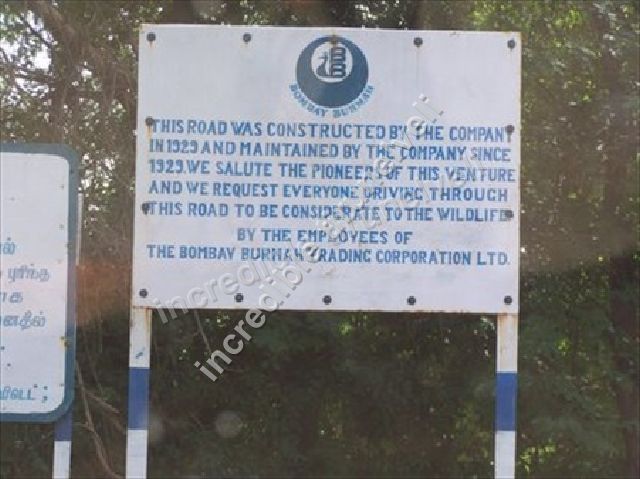 BOMBAY BURMAH
THIS ROAD WAS CONSTRUCTED BY THE COMPANY
IN 1929 AND MAINTAINED BY THE COMPANY SINCE
1929. WE SALUTE THE PIONEERS OF THIS VENTURE
AND WE REQUEST EVERYONE DRIVING THROUGH
THIS ROAD TO BE CONSIDERATE TO THE WILDLIFE
BY THE EMPLOYEES OF
THE BOMBAY BURMAH TRADING CORPORATION LTD.
ல்
புரிந்த